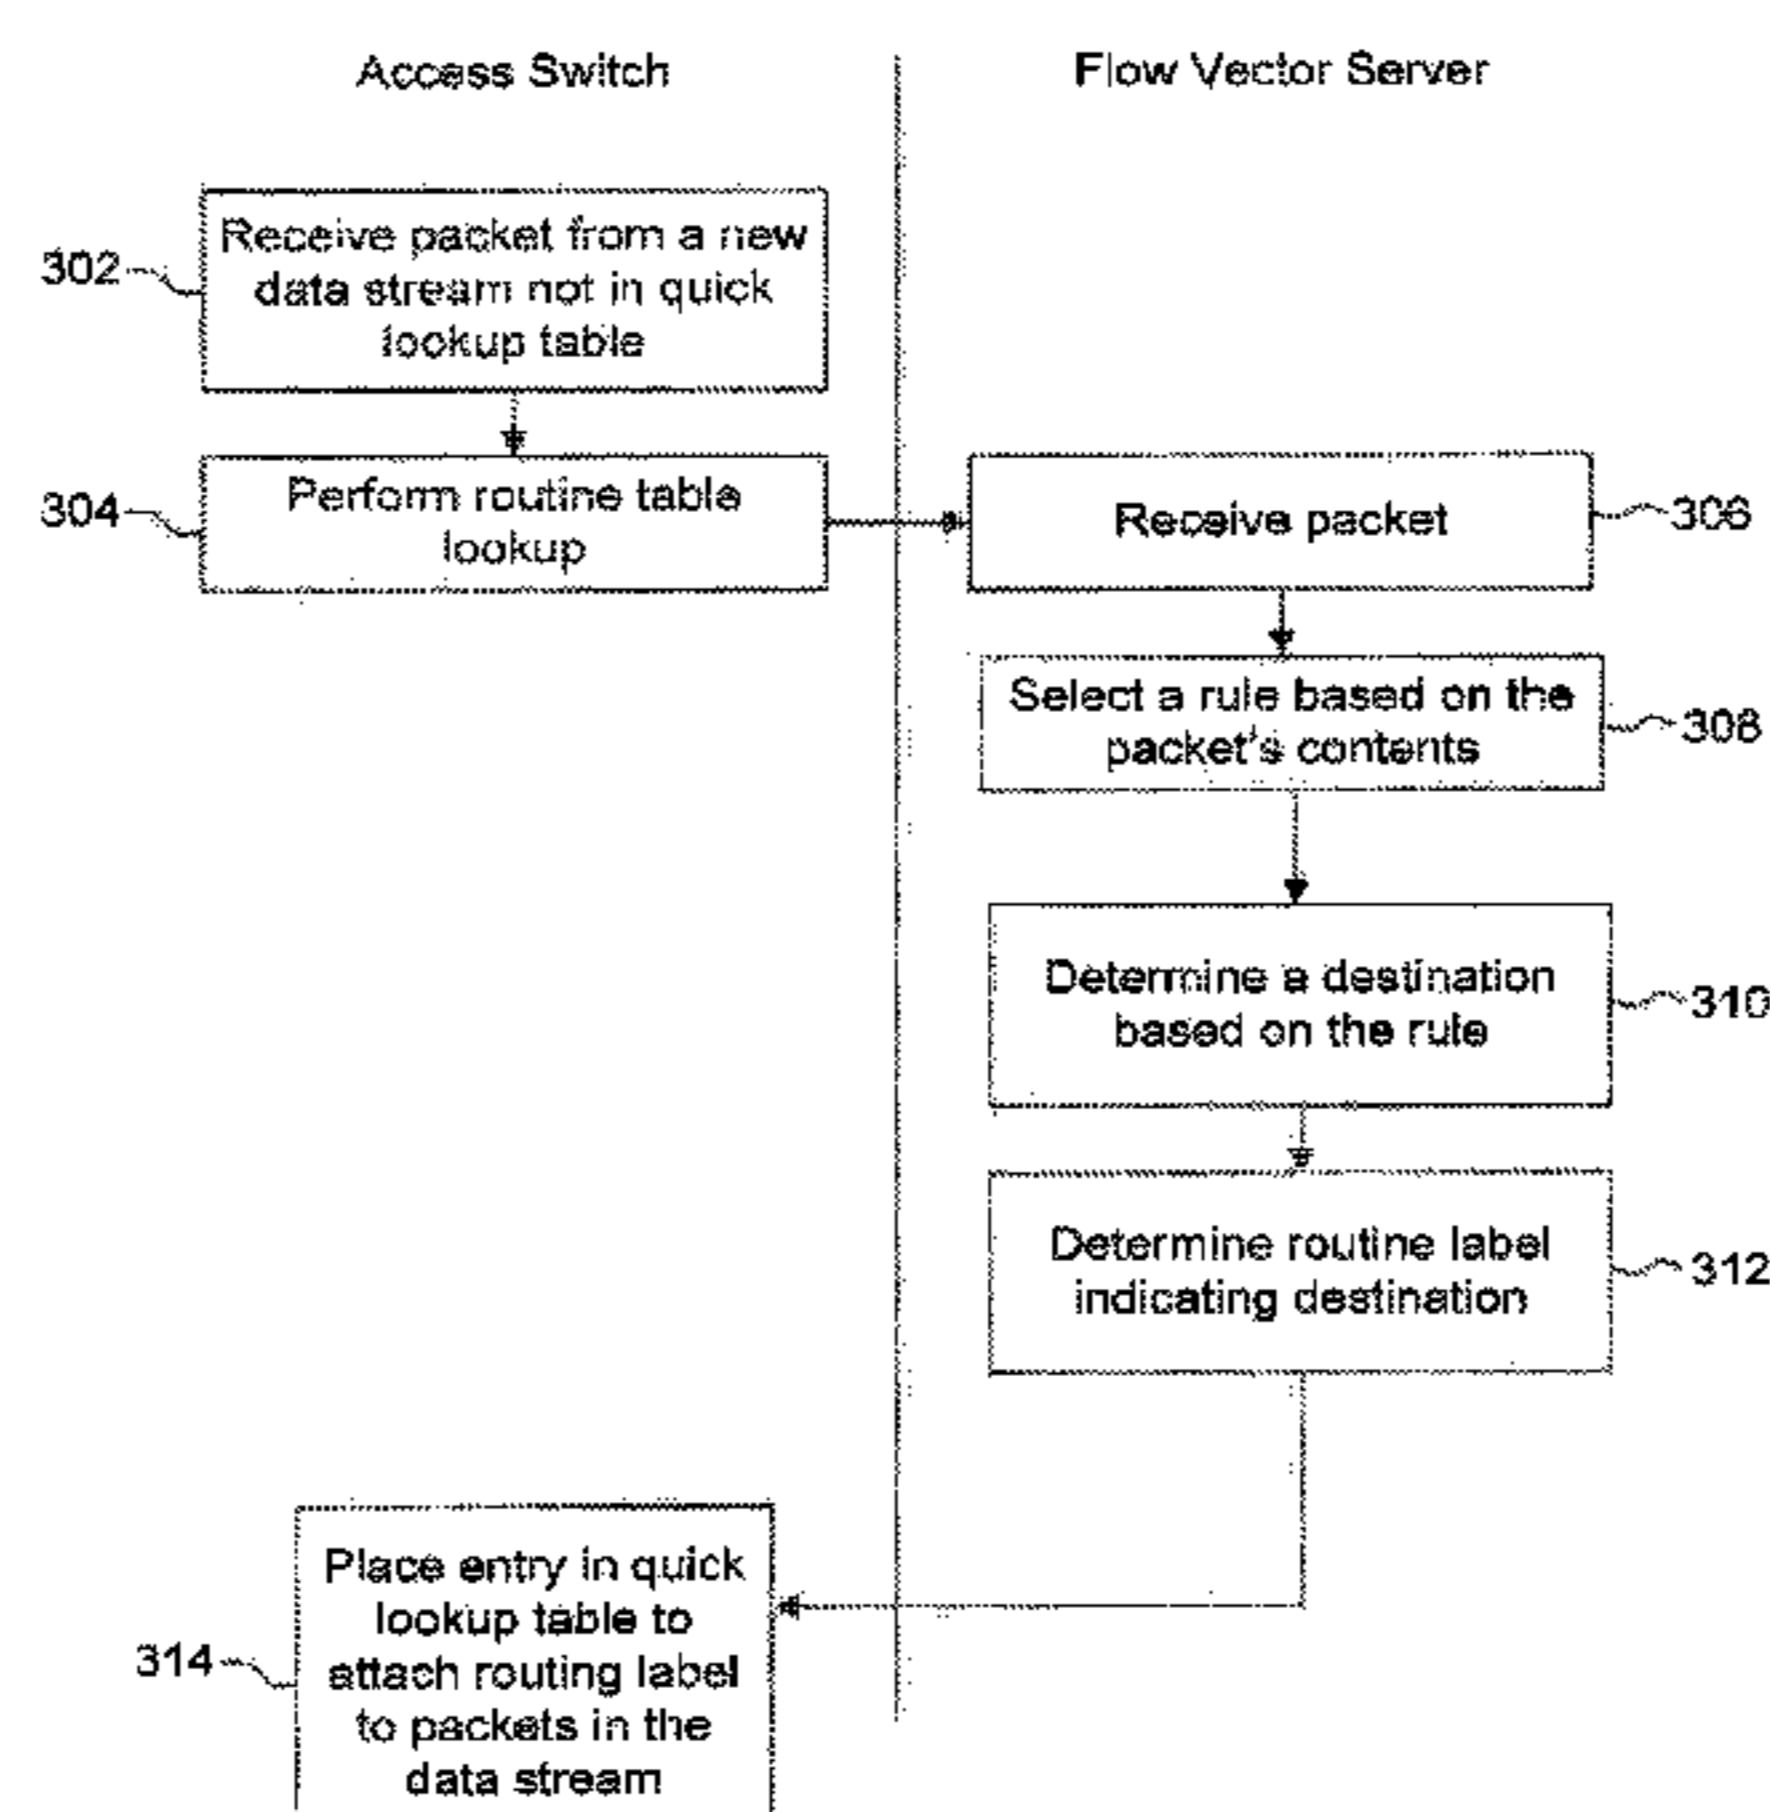 Access Switch
Flow Vector Server
302
Receive packet from a new
data stream not in quick
lookup table
304
Perform routine table
lookup
Receive packet
306
Select a rule based on the
packet's contents
308
Determine a destination
based on the rule
310
Determine routine label
indicating destination
312
314
Place entry in quick
lookup table to
attach routing label
to packets in the
data stream